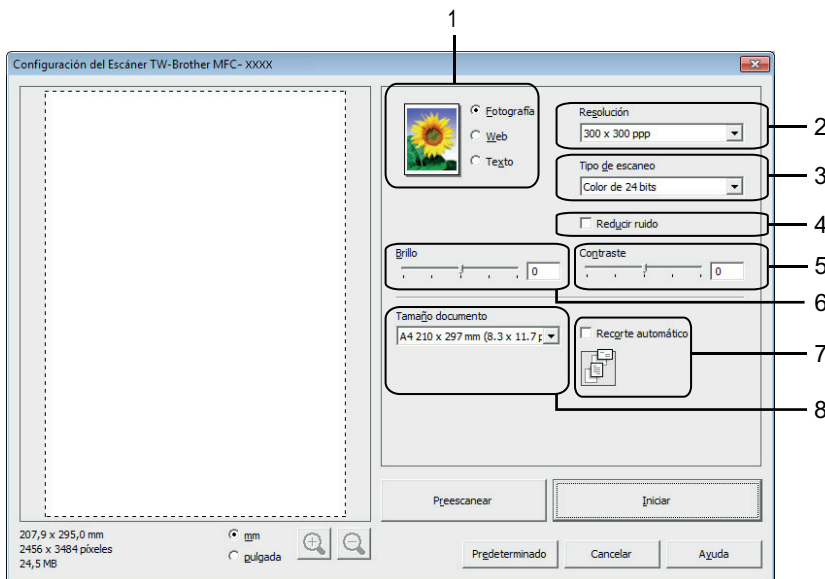 1
Configuración del Escáner TW-Brother MFC- XXXX
Fotografía
Web
Texto
Resolución
300 x 300 ppp
2
Tipo de escaneo
Color de 24 bits
3
Reducir ruido
4
Brillo
0
Contraste
0
5
6
Tamaño documento
A4 210 x 297 mm (8.3 x 11.7 p
Recorte automático
7
8
Preescanear
Iniciar
207,9 x 295,0 mm
2456 x 3484 píxeles
24,5 MB
mm
pulgada
Predeterminado
Cancelar
Ayuda